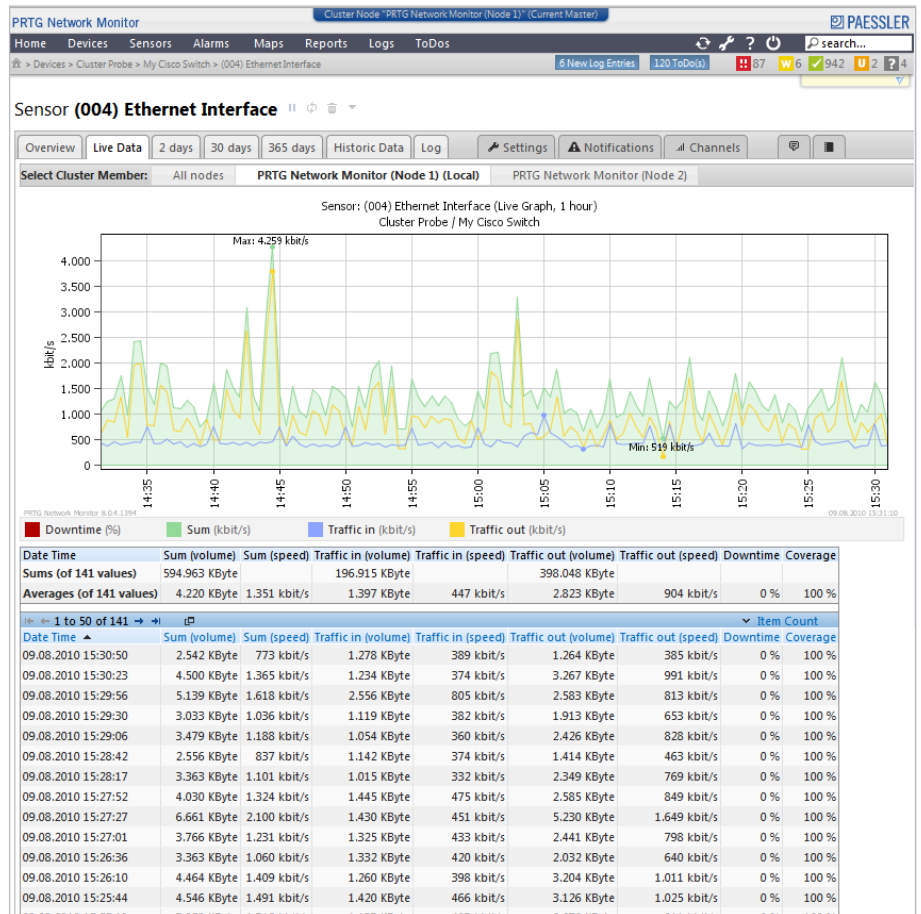 Cluster Node "PRTG Network Monitor (Node 1)" (Current Master)
PRTG Network Monitor
PAESSLER
Home Devices Sensors Alarms Maps Reports Logs ToDos
search...
> Devices > Cluster Probe > My Cisco Switch > (004) Ethernet Interface
6 New Log Entries 120 ToDo(s) !! 87 W 6 942 U 2 ? 4
Sensor (004) Ethernet Interface
Overview Live Data 2 days 30 days 365 days Historic Data Log Settings Notifications Channels
Select Cluster Member: All nodes PRTG Network Monitor (Node 1) (Local) PRTG Network Monitor (Node 2)
Sensor: (004) Ethernet Interface (Live Graph, 1 hour)
Cluster Probe / My Cisco Switch
Max: 4.259 kbit/s
4.000
3.500
3.000
2.500
2.000
1.500
1.000
500
0
kbit/s
Min: 519 kbit/s
14:35 14:40 14:45 14:50 14:55 15:00 15:05 15:10 15:15 15:20 15:25 15:30
PRTG Network Monitor 8.0.4.1394
09.08.2010 15:31:10
Downtime (%) Sum (kbit/s) Traffic in (kbit/s) Traffic out (kbit/s)
Date Time Sum (volume) Sum (speed) Traffic in (volume) Traffic in (speed) Traffic out (volume) Traffic out (speed) Downtime Coverage
Sums (of 141 values) 594.963 KByte 196.915 KByte 398.048 KByte
Averages (of 141 values) 4.220 KByte 1.351 kbit/s 1.397 KByte 447 kbit/s 2.823 KByte 904 kbit/s 0 % 100 %
1 to 50 of 141 Item Count
Date Time Sum (volume) Sum (speed) Traffic in (volume) Traffic in (speed) Traffic out (volume) Traffic out (speed) Downtime Coverage
09.08.2010 15:30:50 2.542 KByte 773 kbit/s 1.278 KByte 389 kbit/s 1.264 KByte 385 kbit/s 0 % 100 %
09.08.2010 15:30:23 4.500 KByte 1.365 kbit/s 1.234 KByte 374 kbit/s 3.267 KByte 991 kbit/s 0 % 100 %
09.08.2010 15:29:56 5.139 KByte 1.618 kbit/s 2.556 KByte 805 kbit/s 2.583 KByte 813 kbit/s 0 % 100 %
09.08.2010 15:29:30 3.033 KByte 1.036 kbit/s 1.119 KByte 382 kbit/s 1.913 KByte 653 kbit/s 0 % 100 %
09.08.2010 15:29:06 3.479 KByte 1.188 kbit/s 1.054 KByte 360 kbit/s 2.426 KByte 828 kbit/s 0 % 100 %
09.08.2010 15:28:42 2.556 KByte 837 kbit/s 1.142 KByte 374 kbit/s 1.414 KByte 463 kbit/s 0 % 100 %
09.08.2010 15:28:17 3.363 KByte 1.101 kbit/s 1.015 KByte 332 kbit/s 2.349 KByte 769 kbit/s 0 % 100 %
09.08.2010 15:27:52 4.030 KByte 1.324 kbit/s 1.445 KByte 475 kbit/s 2.585 KByte 849 kbit/s 0 % 100 %
09.08.2010 15:27:27 6.661 KByte 2.100 kbit/s 1.430 KByte 451 kbit/s 5.230 KByte 1.649 kbit/s 0 % 100 %
09.08.2010 15:27:01 3.766 KByte 1.231 kbit/s 1.325 KByte 433 kbit/s 2.441 KByte 798 kbit/s 0 % 100 %
09.08.2010 15:26:36 3.363 KByte 1.060 kbit/s 1.332 KByte 420 kbit/s 2.032 KByte 640 kbit/s 0 % 100 %
09.08.2010 15:26:10 4.464 KByte 1.409 kbit/s 1.260 KByte 398 kbit/s 3.204 KByte 1.011 kbit/s 0 % 100 %
09.08.2010 15:25:44 4.546 KByte 1.491 kbit/s 1.420 KByte 466 kbit/s 3.126 KByte 1.025 kbit/s 0 % 100 %